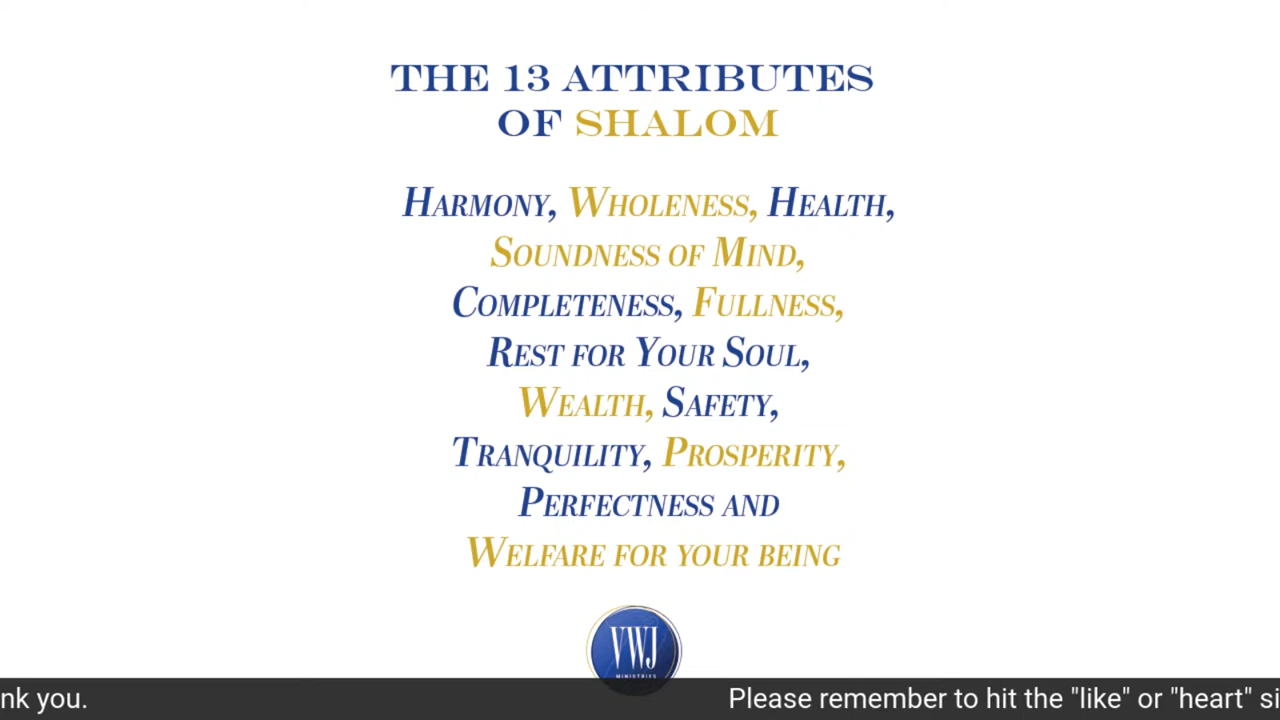 THE 13 ATTRIBUTES
OF SHALOM
HARMONY, WHOLENESS, HEALTH,
SOUNDNESS OF MIND,
COMPLETENESS, FULLNESS,
REST FOR YOUR SOUL,
WEALTH, SAFETY,
TRANQUILITY, PROSPERITY,
PERFECTNESS AND
WELFARE FOR YOUR BEING
VWJ
MINISTRIES
nk you. Please remember to hit the "like" or "heart" si